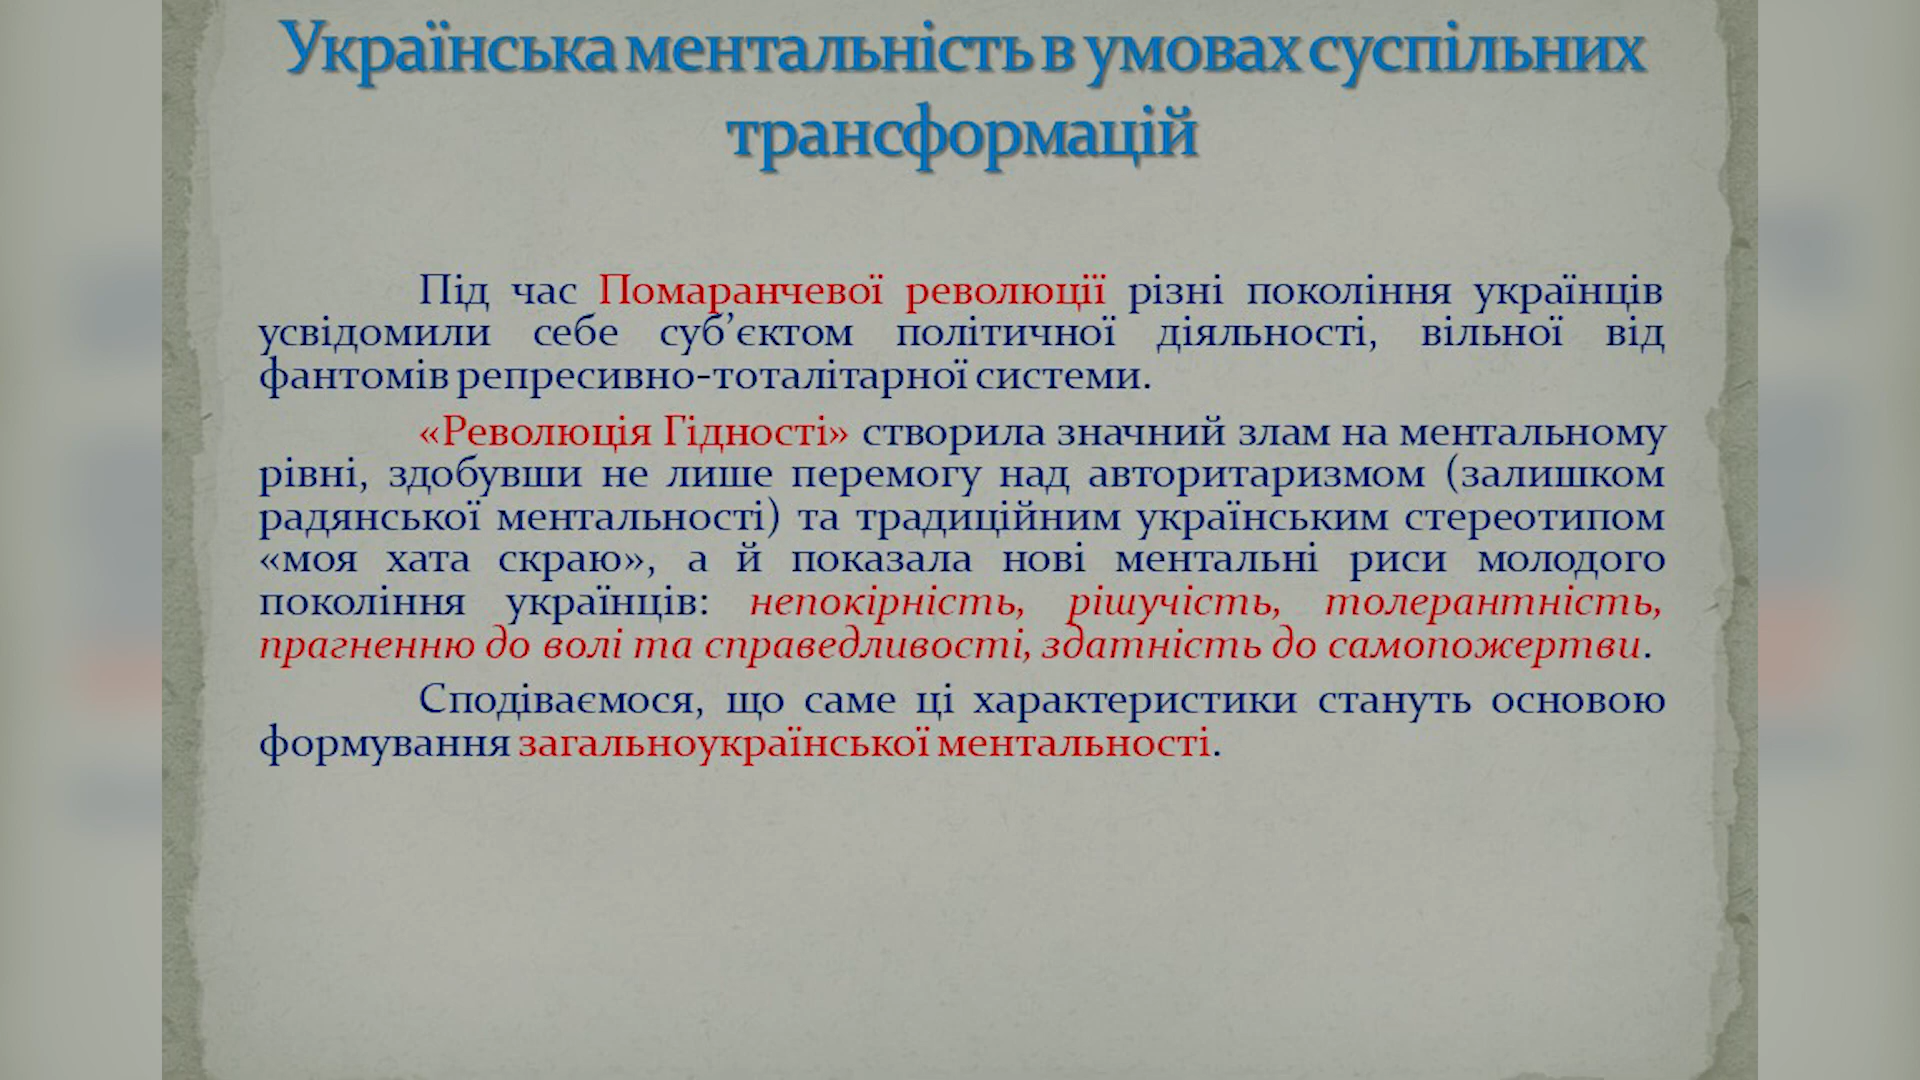 Українська ментальність в умовах суспільних
трансформацій
Під час Помаранчевої революції різні покоління українців
усвідомили себе суб’єктом політичної діяльності, вільної від
фантомів репресивно-тоталітарної системи.
«Революція Гідності» створила значний злам на ментальному
рівні, здобувши не лише перемогу над авторитаризмом (залишком
радянської ментальності) та традиційним українським стереотипом
«моя хата скраю», а й показала нові ментальні риси молодого
покоління українців: непокірність, рішучість, толерантність,
прагненню до волі та справедливості, здатність до самопожертви.
Сподіваємося, що саме ці характеристики стануть основою
формування загальноукраїнської ментальності.